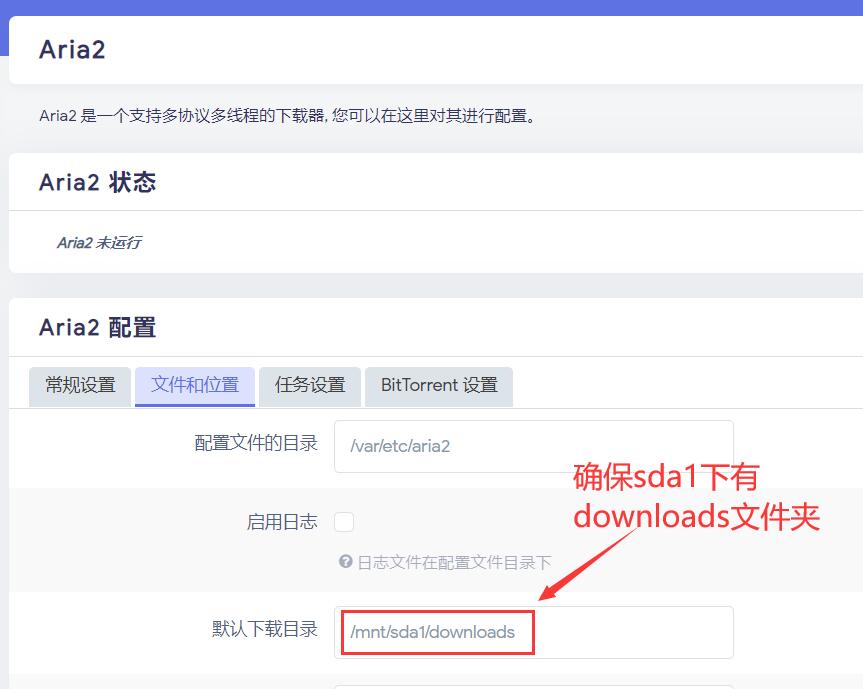 Aria2
Aria2 是一个支持多协议多线程的下载器, 您可以在这里对其进行配置。
Aria2 状态
Aria2 未运行
Aria2 配置
常规设置 文件和位置 任务设置 BitTorrent 设置
配置文件的目录 /var/etc/aria2
确保sda1下有
downloads文件夹
启用日志
日志文件在配置文件目录下
默认下载目录 /mnt/sda1/downloads